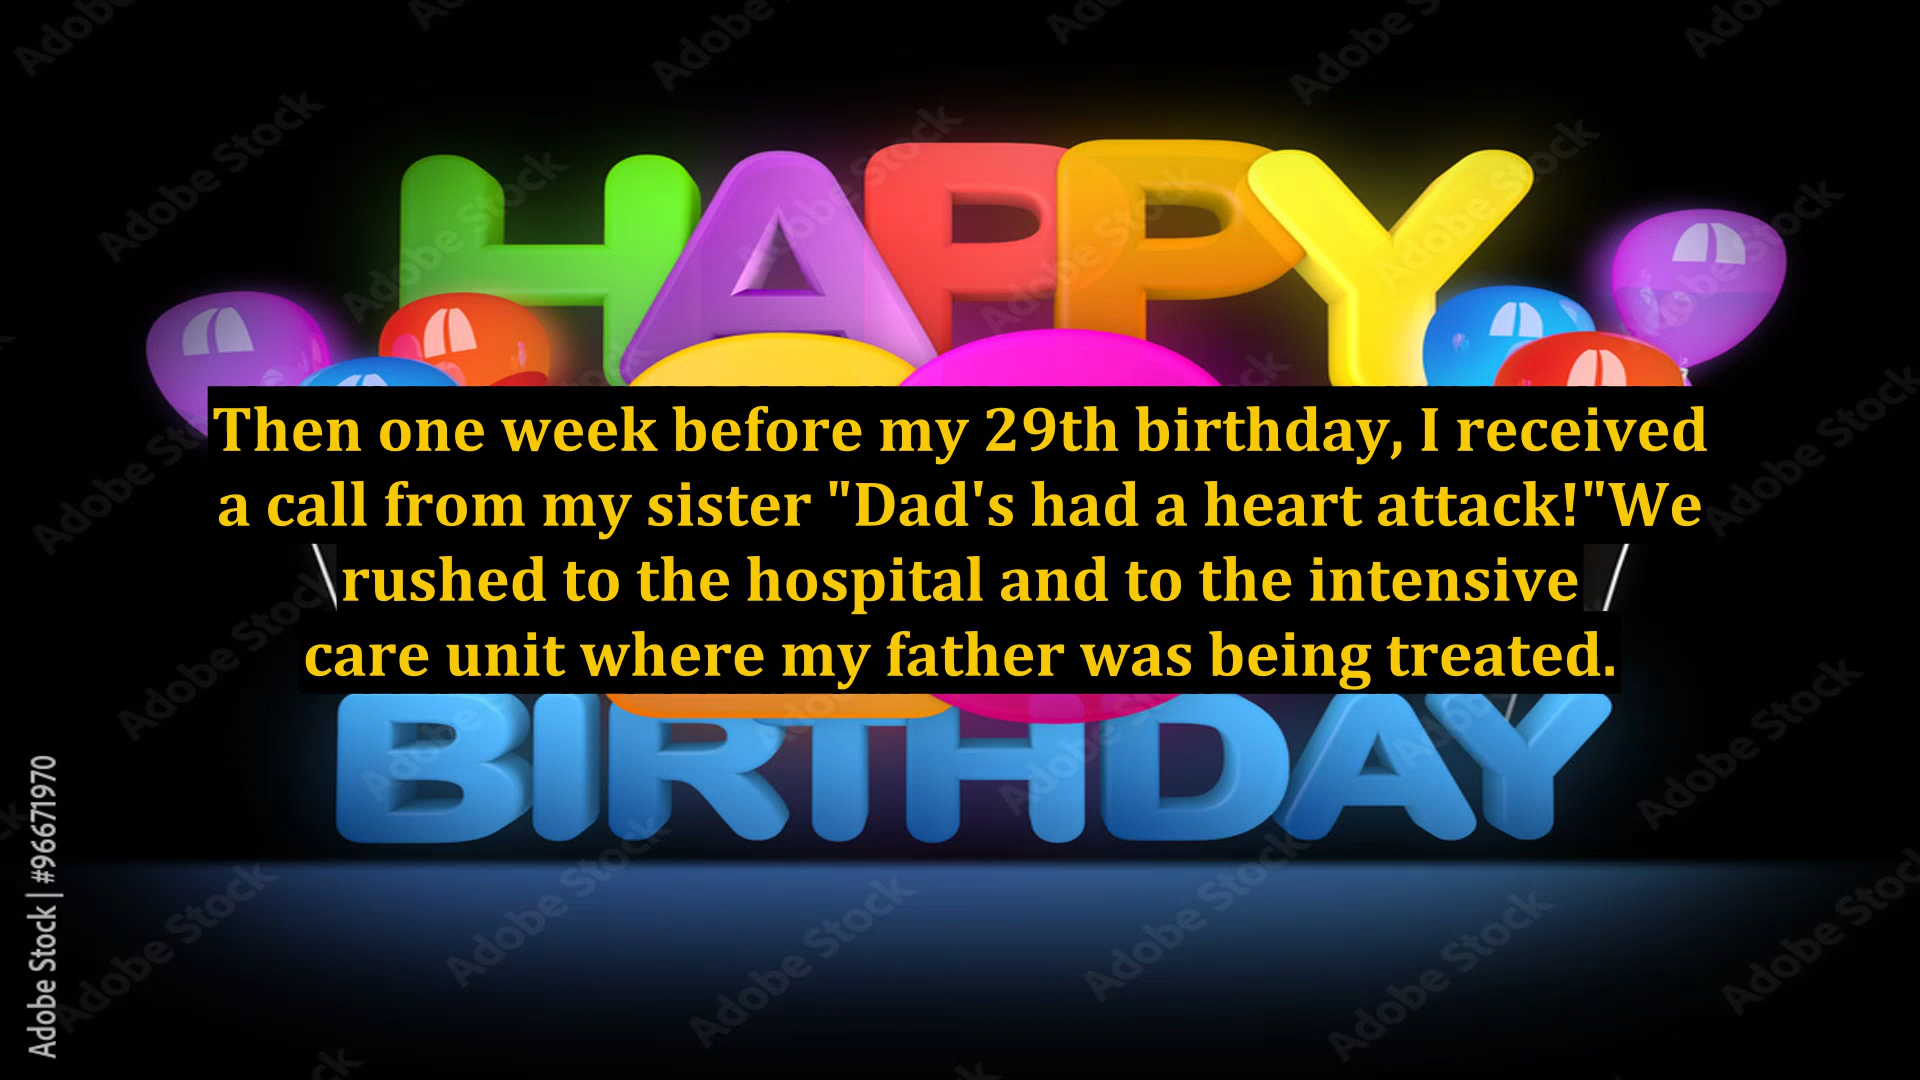 HAPPY
Then one week before my 29th birthday, I received
a call from my sister "Dad's had a heart attack!"We
rushed to the hospital and to the intensive
care unit where my father was being treated.
BIRTHDAY
Adobe Stock | #96671970
Adobe Stock